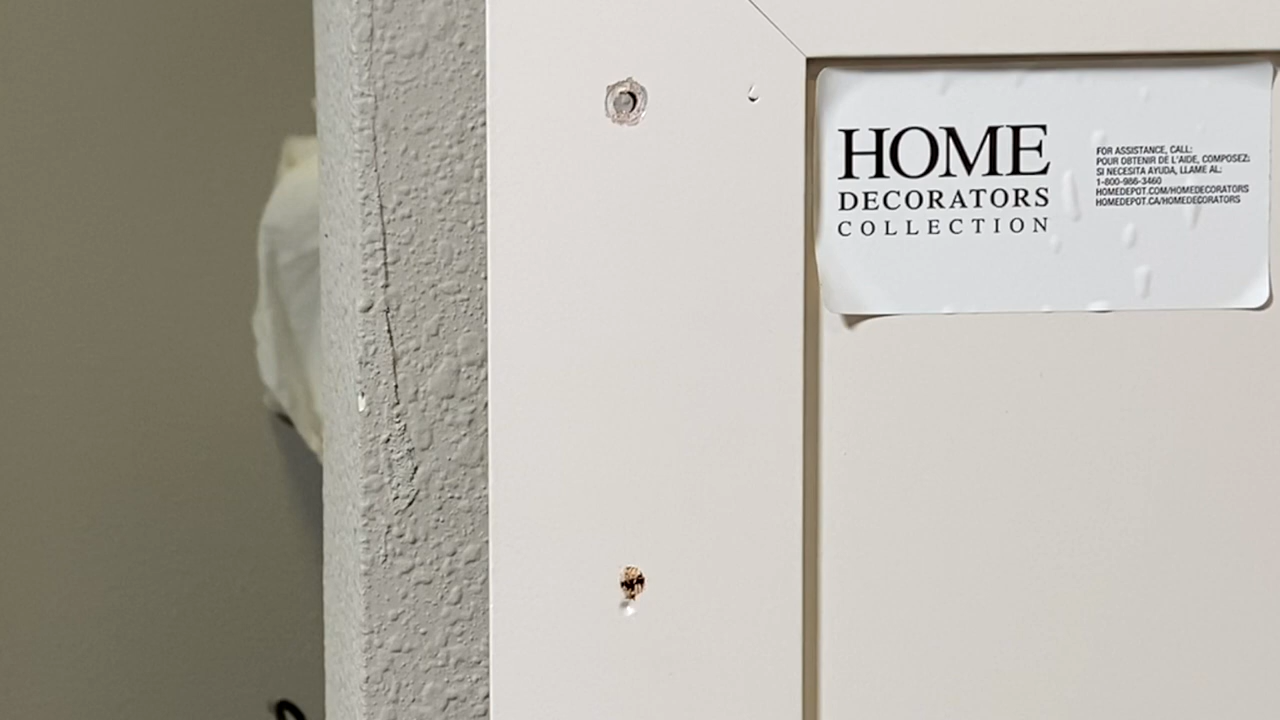 HOME
DECORATORS
COLLECTION
FOR ASSISTANCE, CALL:
POUR OBTENIR DE L'AIDE, COMPOSEZ:
SI NECESITA AYUDA, LLAME AL:
1-800-986-3460
HOMEDEPOT.COM/HOMEDECORATORS
HOMEDEPOT.CA/HOMEDECORATORS